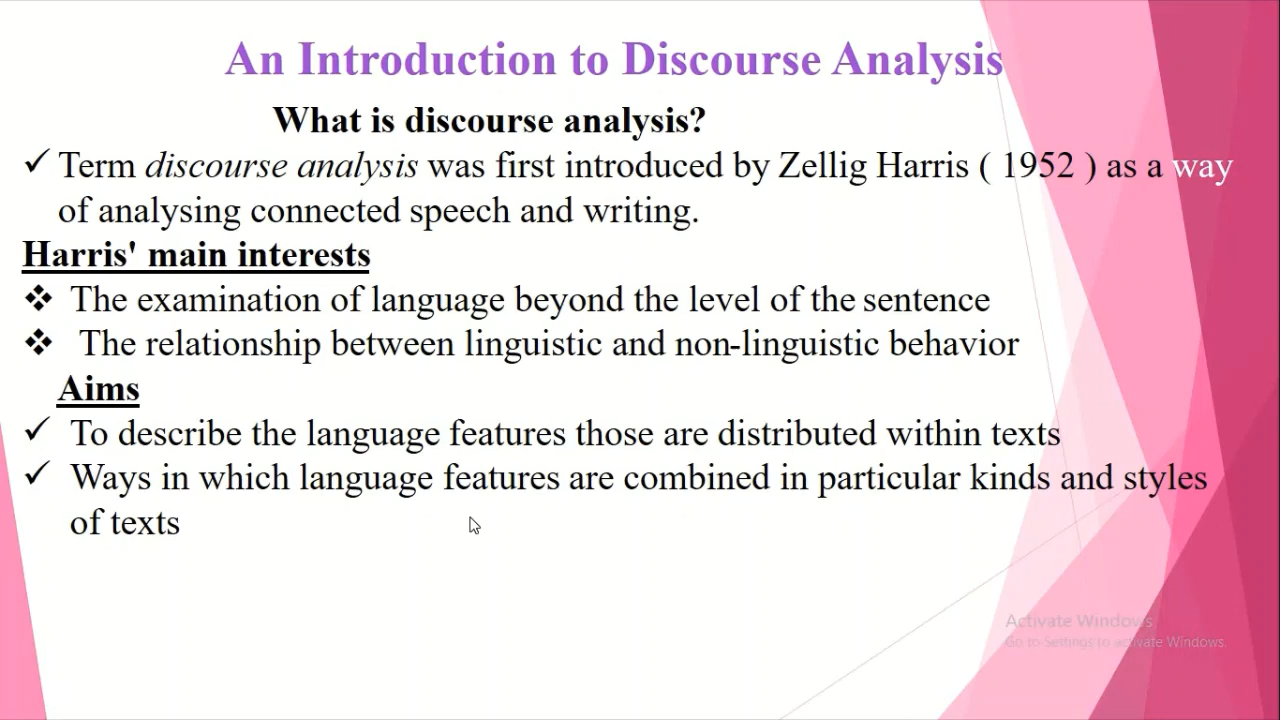 An Introduction to Discourse Analysis
What is discourse analysis?
✓ Term discourse analysis was first introduced by Zellig Harris ( 1952 ) as a way
of analysing connected speech and writing.
Harris' main interests
❖ The examination of language beyond the level of the sentence
❖ The relationship between linguistic and non-linguistic behavior
Aims
✓ To describe the language features those are distributed within texts
✓ Ways in which language features are combined in particular kinds and styles
of texts
Activate Windows
Go to Settings to activate Windows.